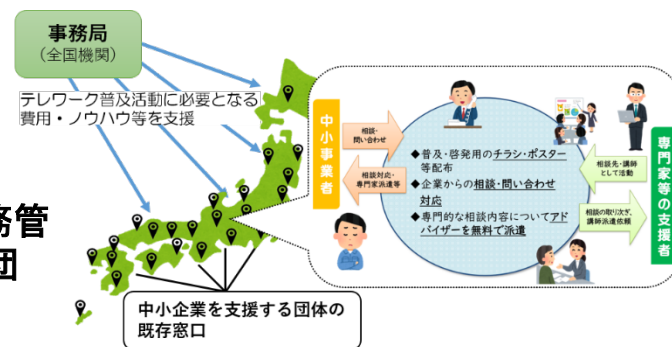 事務局
（全国機関）
テレワーク普及活動に必要となる
費用・ノウハウ等を支援
務管
団
中小企業を支援する団体の
既存窓口
中小事業者
相談・
問い合わせ
相談対応・
専門家派遣等
◆普及・啓発用のチラシ・ポスター
等配布
◆企業からの相談・問い合わせ
対応
◆専門的な相談内容についてアド
バイザーを無料で派遣
相談先・講師
として活動
相談の取り次ぎ、
講師派遣依頼
専門家等の支援者